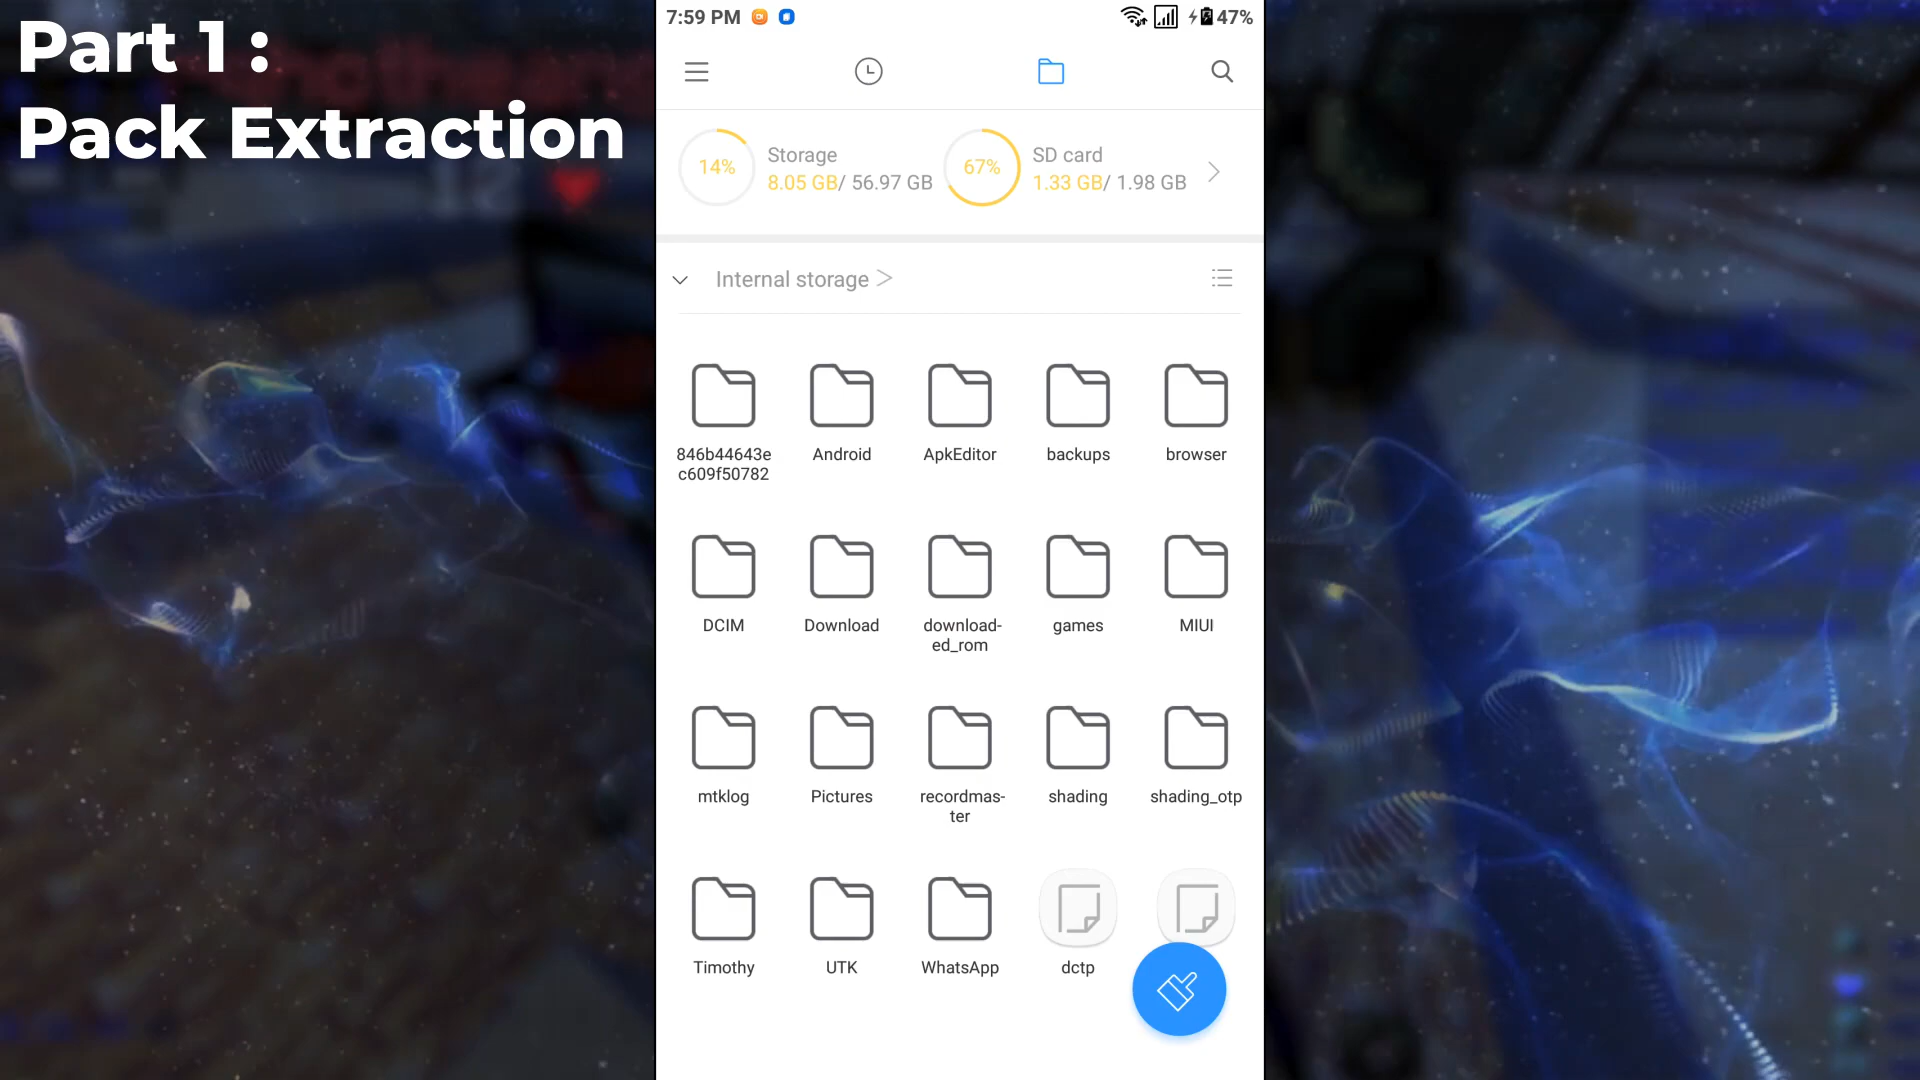 Part 1 :
Pack Extraction
7:59 PM
47%
14%
Storage
8.05 GB/ 56.97 GB
67%
SD card
1.33 GB/ 1.98 GB
Internal storage >
846b44643e
c609f50782
Android
ApkEditor
backups
browser
DCIM
Download
download-
ed_rom
games
MIUI
mtklog
Pictures
recordmas-
ter
shading
shading_otp
Timothy
UTK
WhatsApp
dctp
12